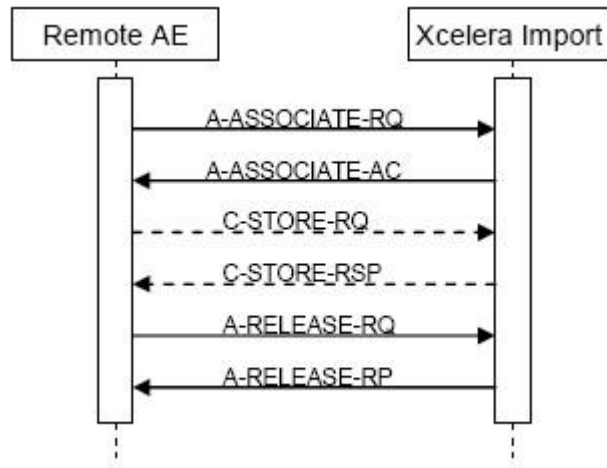 Remote AE
Xcelera Import
A-ASSOCIATE-RQ
A-ASSOCIATE-AC
C-STORE-RQ
C-STORE-RSP
A-RELEASE-RQ
A-RELEASE-RP